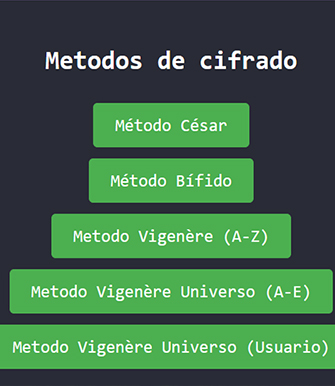 Metodos de cifrado
Método César
Método Bífido
Metodo Vigenère (A-Z)
Metodo Vigenère Universo (A-E)
Metodo Vigenère Universo (Usuario)